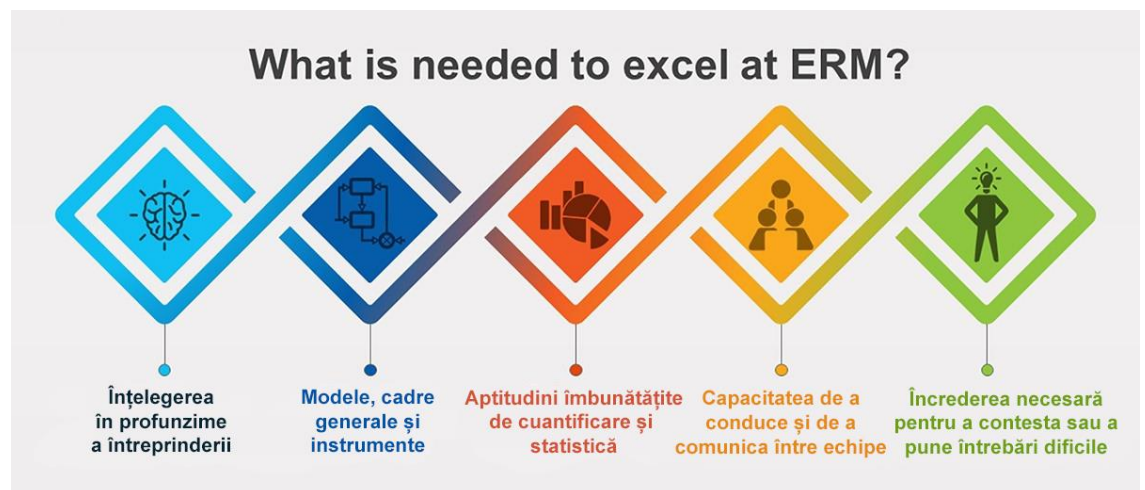 What is needed to excel at ERM?
Înțelegerea
în profunzime
a întreprinderii
Modele, cadre
generale și
instrumente
Aptitudini îmbunătățite
de cuantificare și
statistică
Capacitatea de a
conduce și de a
comunica între echipe
Încrederea necesară
pentru a contesta sau a
pune întrebări dificile